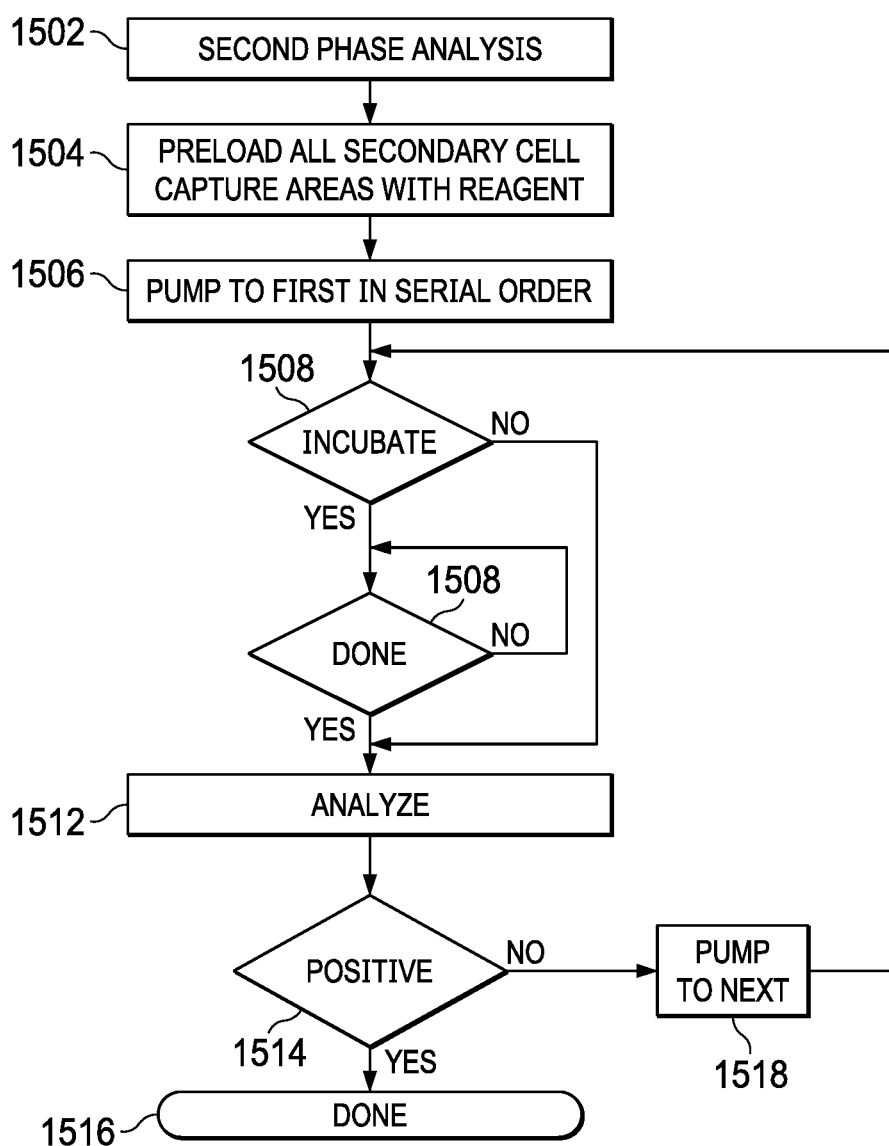 1502
SECOND PHASE ANALYSIS
1504
PRELOAD ALL SECONDARY CELL
CAPTURE AREAS WITH REAGENT
1506
PUMP TO FIRST IN SERIAL ORDER
1508
INCUBATE
NO
YES
1508
DONE
NO
YES
1512
ANALYZE
POSITIVE
NO
PUMP
TO NEXT
1514
YES
1518
1516
DONE